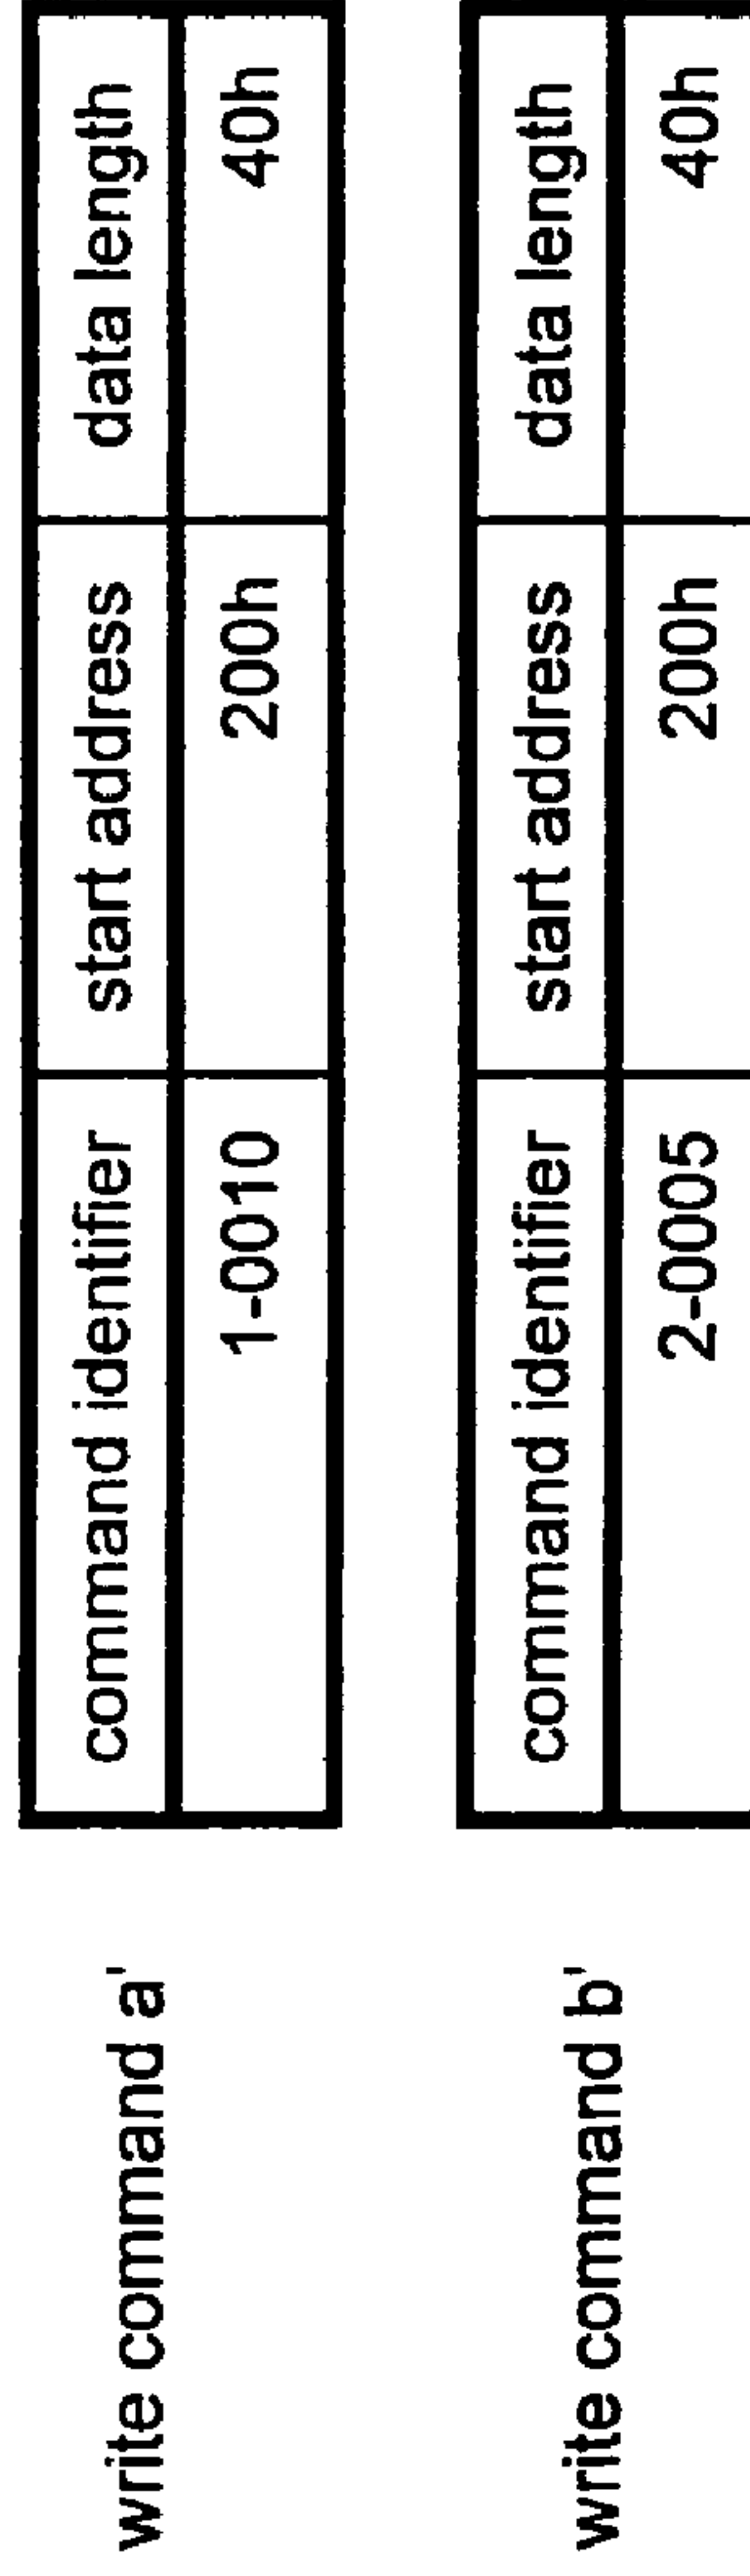 write command a'
command identifier start address data length
1-0010 200h 40h
write command b'
command identifier start address data length
2-0005 200h 40h